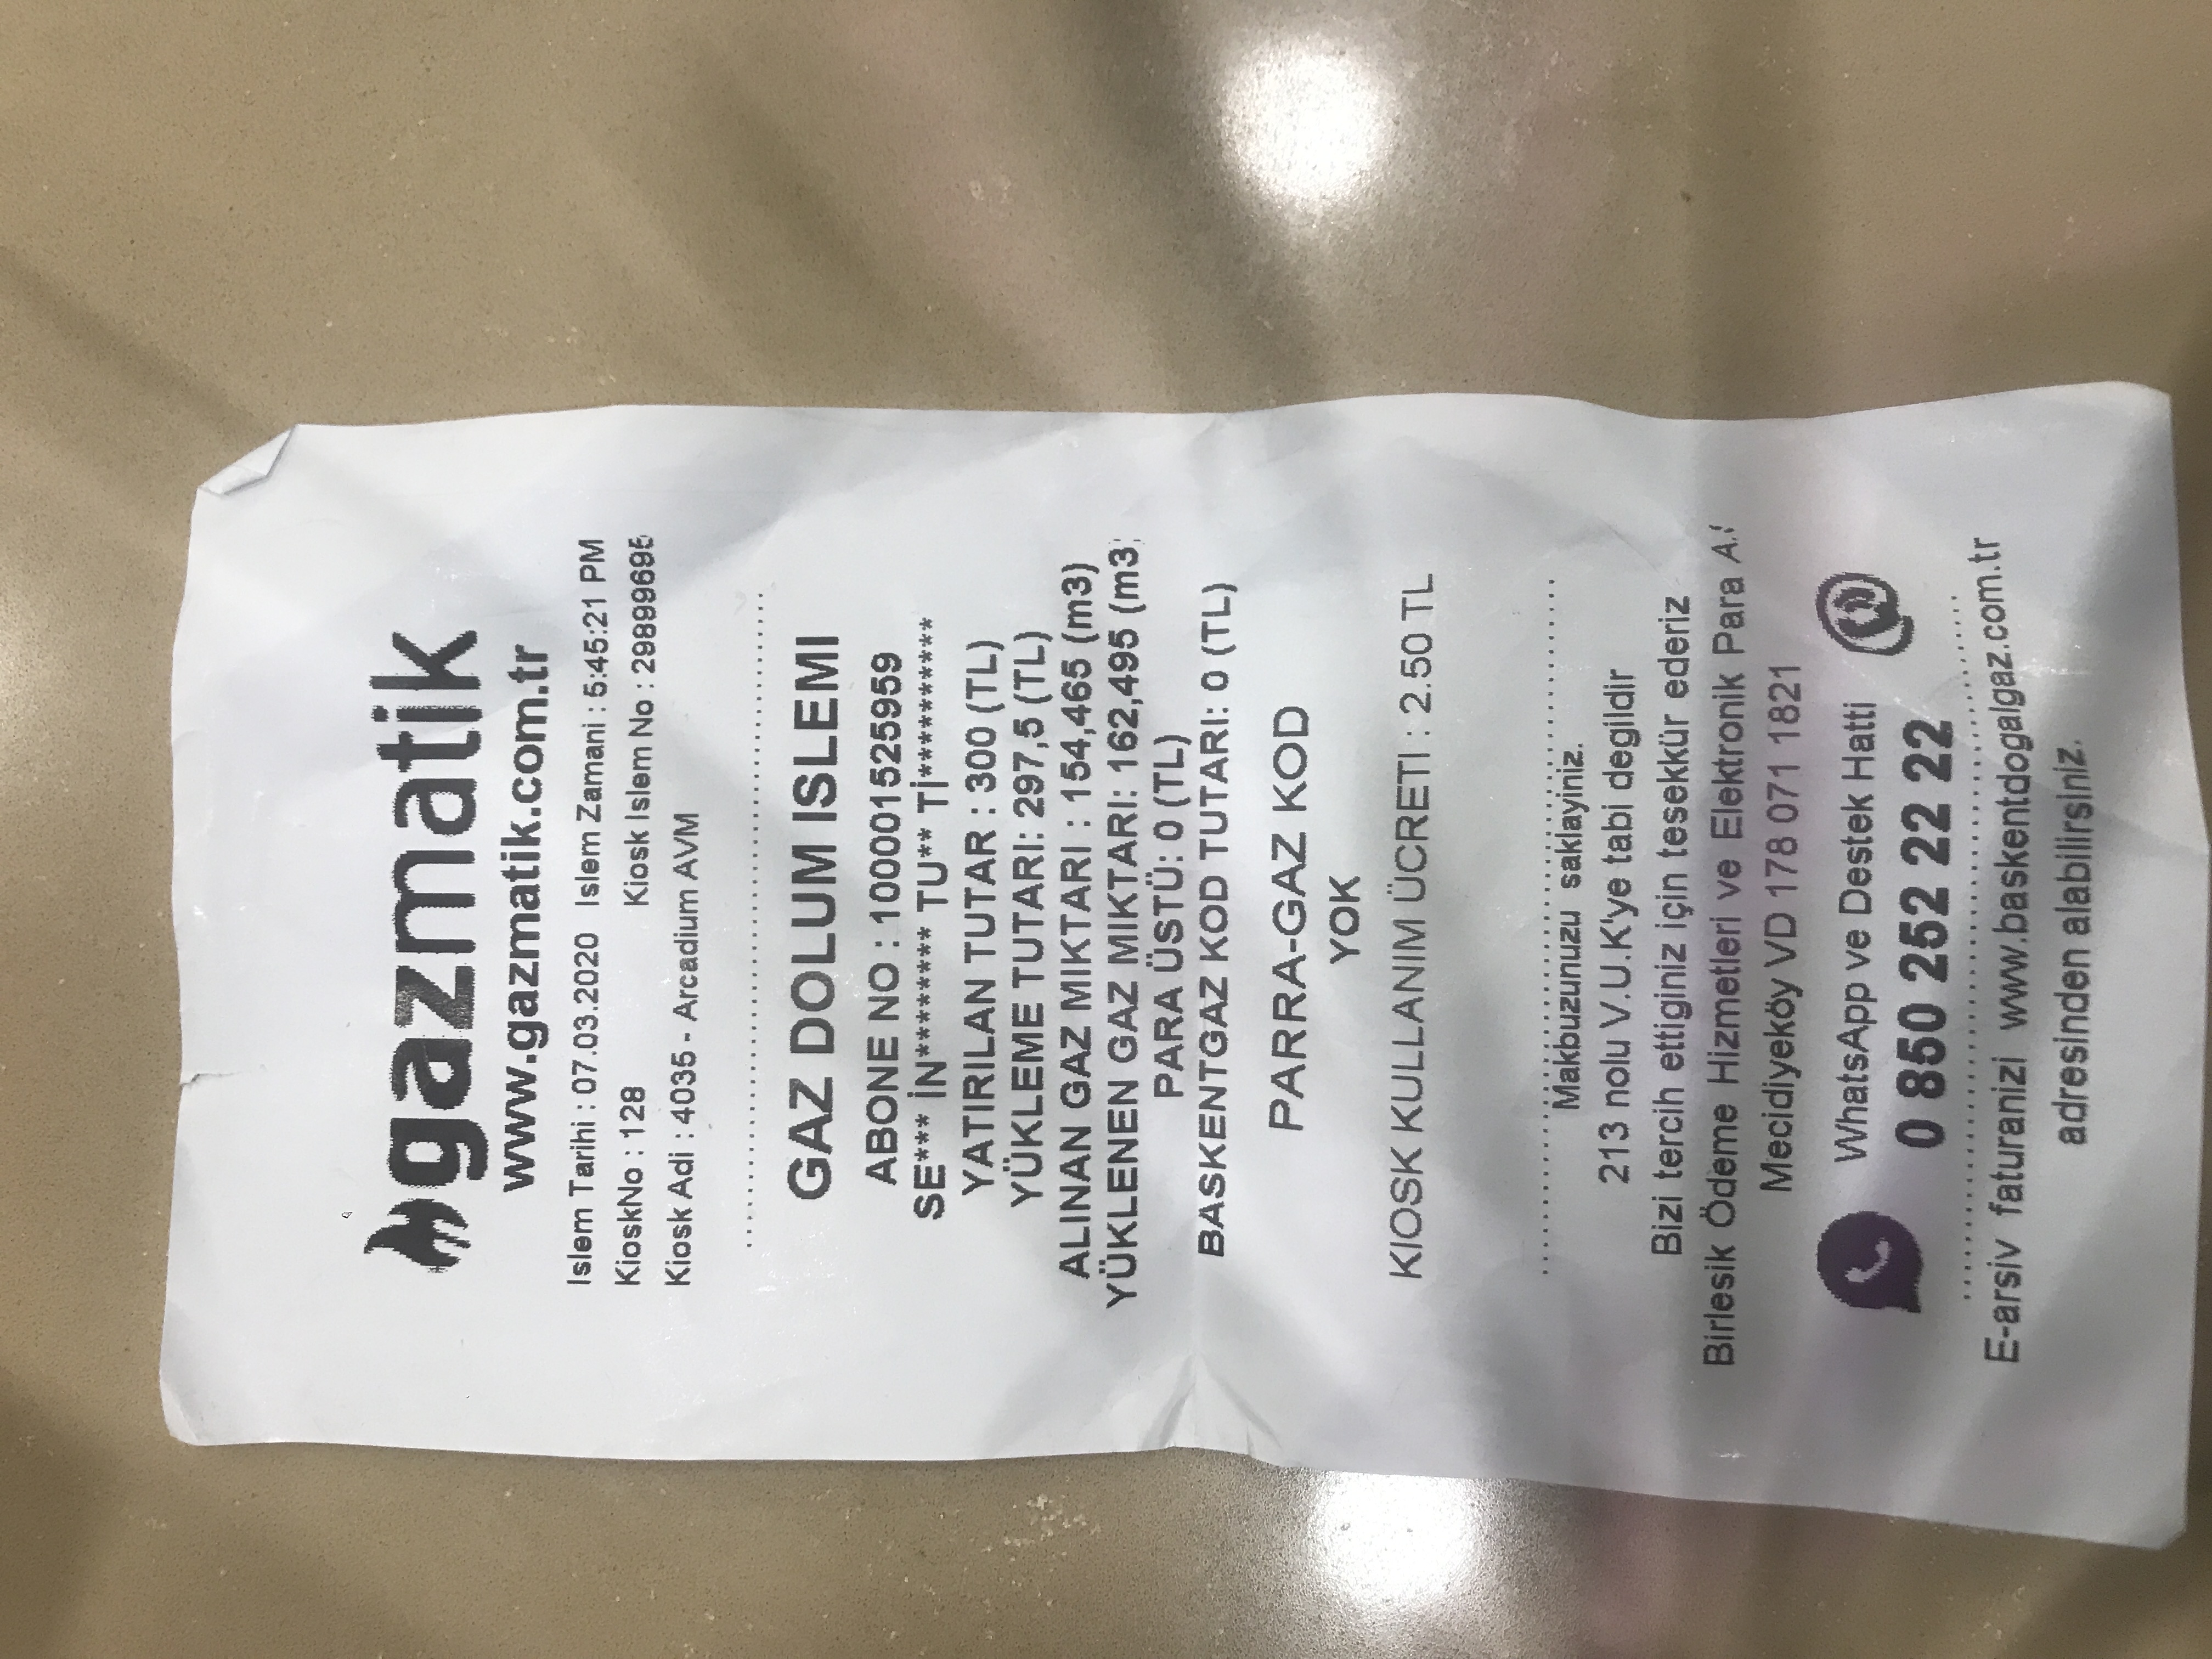 gazmatik
www.gazmatik.com.tr
Islem Tarihi : 07.03.2020 Islem Zamani : 5:45:21 PM
KioskNo : 128 Kiosk Islem No :
Kiosk Adi : 4035 - Arcadium AVM
GAZ DOLUM ISLEMI
ABONE NO : 100001525959
SE*** İN******** TU** Tİ**********
YATIRILAN TUTAR : 300 (TL)
YÜKLEME TUTARI: 297,5 (TL)
ALINAN GAZ MIKTARI : 154,465 (m3)
YÜKLENEN GAZ MIKTARI: 162,495 (m3
PARA ÜSTÜ: 0 (TL)
BASKENTGAZ KOD TUTARI: 0 (TL)
PARRA-GAZ KOD
YOK
KIOSK KULLANIM ÜCRETI : 2.50 TL
Makbuzunuzu saklayiniz.
213 nolu V.U.K'ye tabi degildir
Bizi tercih ettiginiz için tesekkür ederiz
Birlesik Ödeme Hizmetleri ve Elektronik Para
Mecidiyeköy VD 178 071 1821
WhatsApp ve Destek Hatti
0 850 252 22 22
E-arsiv faturanizi www.baskentdogalgaz.com.tr
adresinden alabilirsiniz.